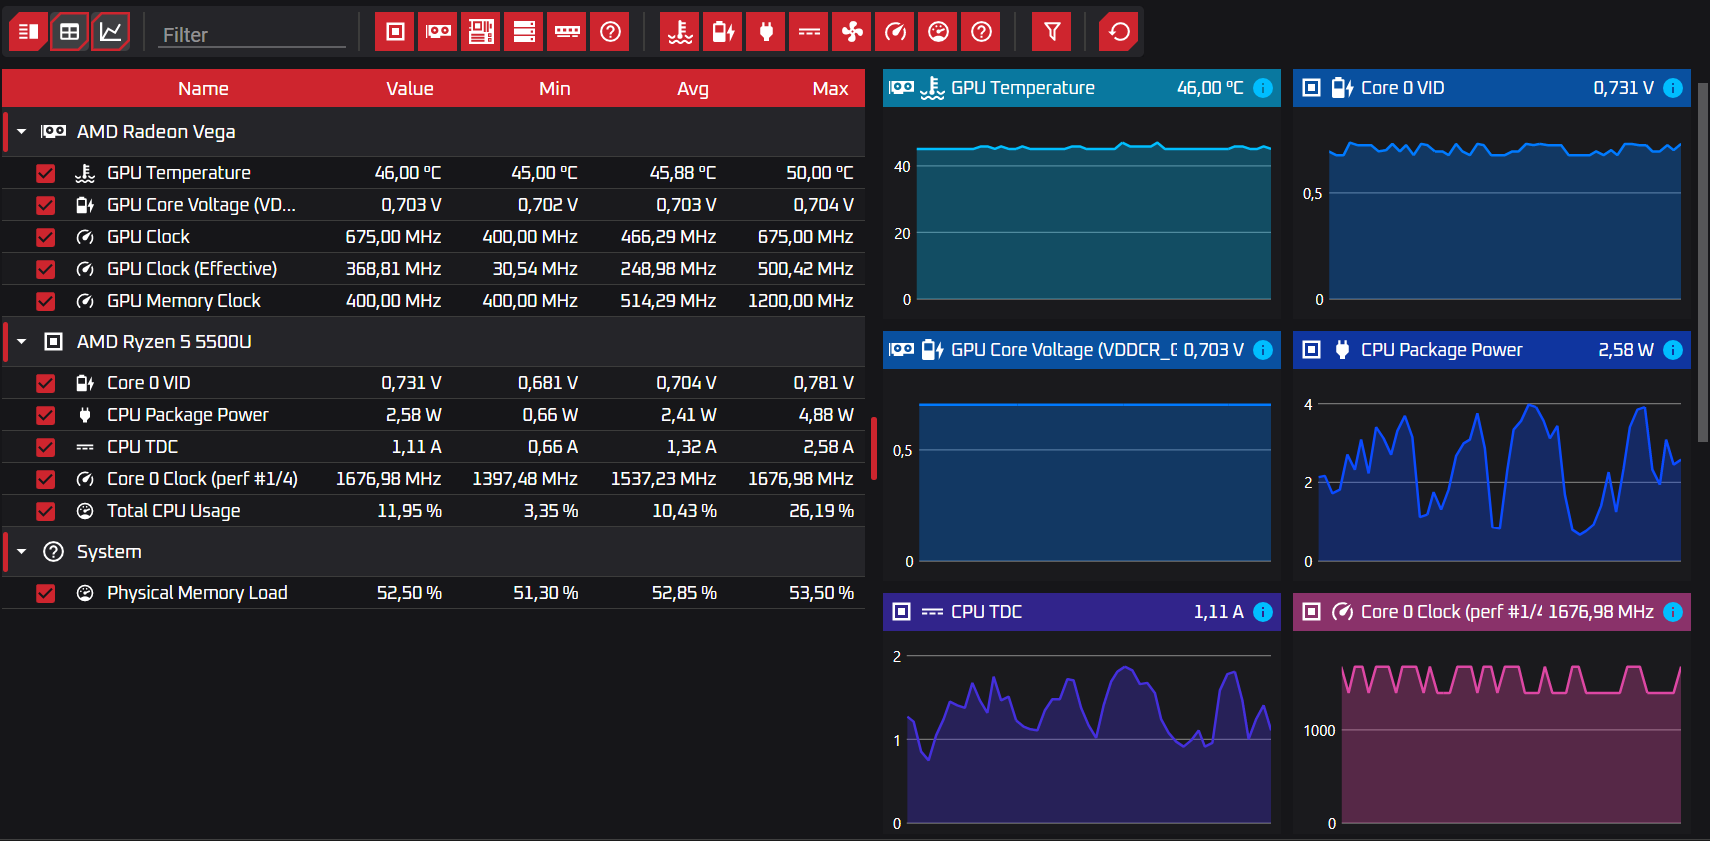 Filter
Name Value Min Avg Max
AMD Radeon Vega
GPU Temperature 46,00 °C 45,00 °C 45,88 °C 50,00 °C
GPU Core Voltage (VD... 0,703 V 0,702 V 0,703 V 0,704 V
GPU Clock 675,00 MHz 400,00 MHz 466,29 MHz 675,00 MHz
GPU Clock (Effective) 368,81 MHz 30,54 MHz 248,98 MHz 500,42 MHz
GPU Memory Clock 400,00 MHz 400,00 MHz 514,29 MHz 1200,00 MHz
AMD Ryzen 5 5500U
Core 0 VID 0,731 V 0,681 V 0,704 V 0,781 V
CPU Package Power 2,58 W 0,66 W 2,41 W 4,88 W
CPU TDC 1,11 A 0,66 A 1,32 A 2,58 A
Core 0 Clock (perf #1/4) 1676,98 MHz 1397,48 MHz 1537,23 MHz 1676,98 MHz
Total CPU Usage 11,95 % 3,35 % 10,43 % 26,19 %
System
Physical Memory Load 52,50 % 51,30 % 52,85 % 53,50 %
GPU Temperature 46,00 °C
40
20
0
Core 0 VID 0,731 V
0,5
0
GPU Core Voltage (VDDCR_G 0,703 V
0,5
0
CPU Package Power 2,58 W
4
2
0
CPU TDC 1,11 A
2
1
0
Core 0 Clock (perf #1/4 1676,98 MHz
1000
0